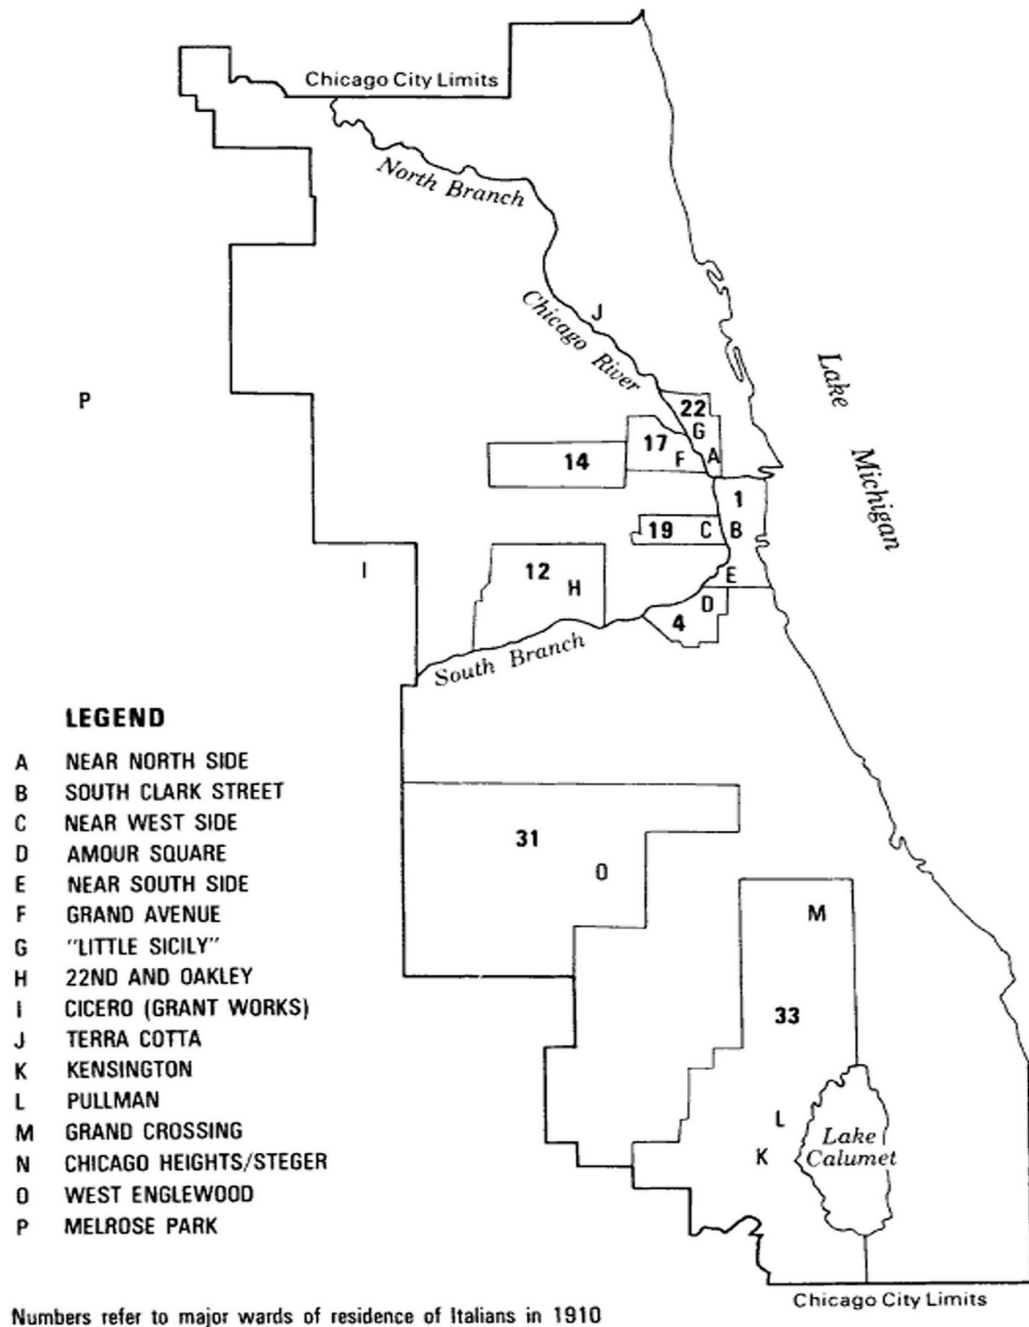 Chicago City Limits
North Branch
Chicago River
J
Lake Michigan
P
22
G
17
F
A
14
1
19
C
B
I
12
H
E
D
4
South Branch
LEGEND
A NEAR NORTH SIDE
B SOUTH CLARK STREET
C NEAR WEST SIDE
D AMOUR SQUARE
E NEAR SOUTH SIDE
F GRAND AVENUE
G "LITTLE SICILY"
H 22ND AND OAKLEY
I CICERO (GRANT WORKS)
J TERRA COTTA
K KENSINGTON
L PULLMAN
M GRAND CROSSING
N CHICAGO HEIGHTS/STEGER
O WEST ENGLEWOOD
P MELROSE PARK
31
O
M
33
L
K
Lake
Calumet
Chicago City Limits
Numbers refer to major wards of residence of Italians in 1910